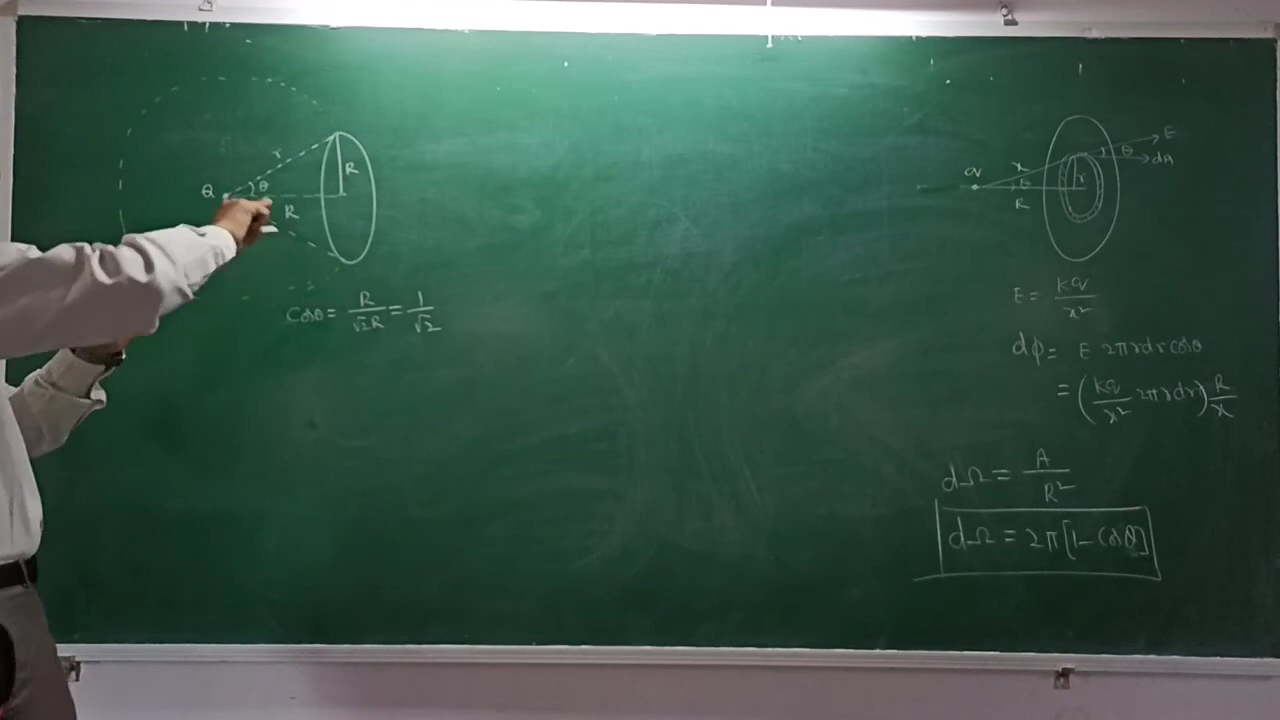 r
R
Q
θ
R
Cosθ = R/√2R = 1/√2
E
θ
dA
x
r
q
θ
R
E = Kq/x²
dϕ = E 2πrdr cosθ
= (Kq/x² 2πrdr) R/x
dΩ = A/R²
dΩ = 2π[1 - Cosθ]